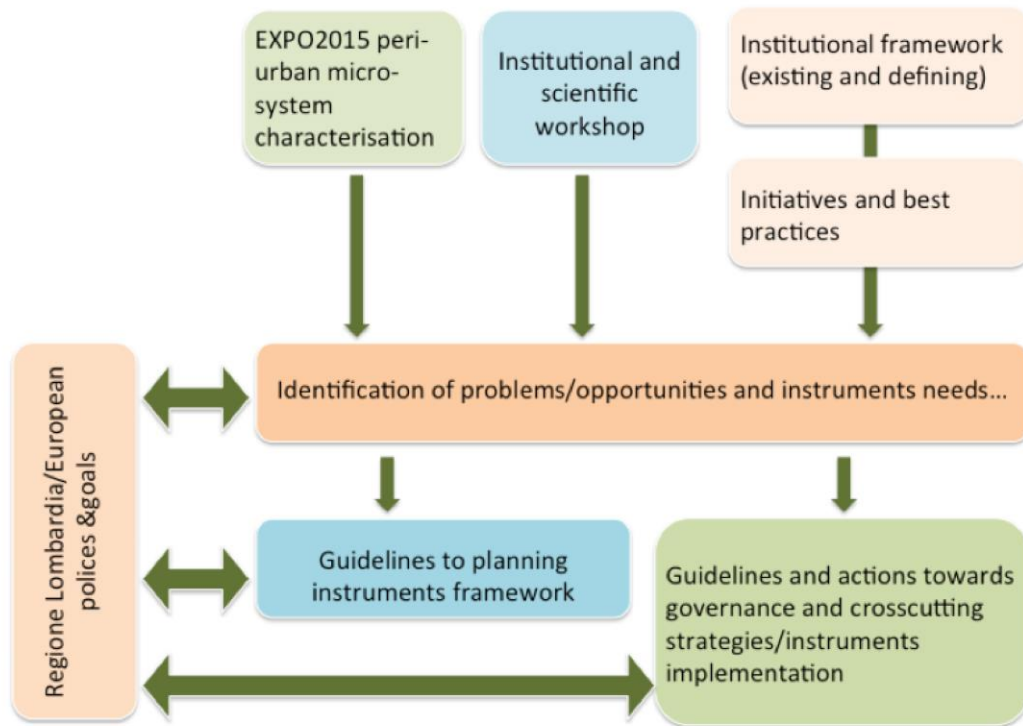 EXPO2015 peri-
urban micro-
system
characterisation
Institutional and
scientific
workshop
Institutional framework
(existing and defining)
Initiatives and best
practices
Regione Lombardia/European
polices &goals
Identification of problems/opportunities and instruments needs...
Guidelines to planning
instruments framework
Guidelines and actions towards
governance and crosscutting
strategies/instruments
implementation